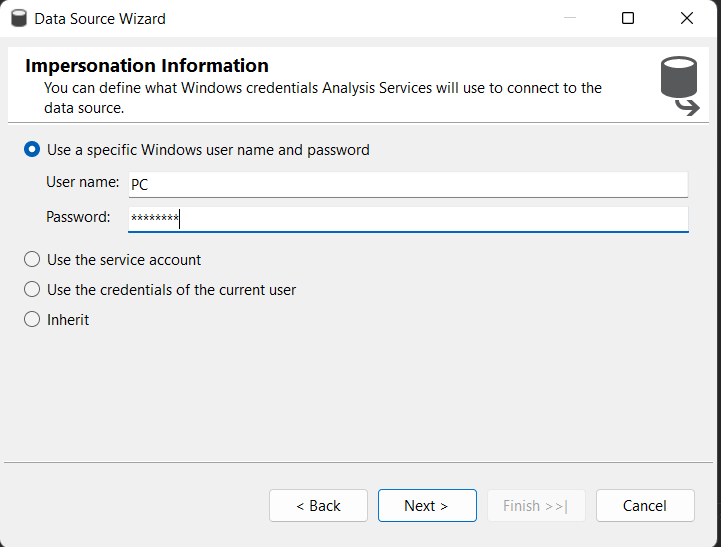 Data Source Wizard
Impersonation Information
You can define what Windows credentials Analysis Services will use to connect to the
data source.
Use a specific Windows user name and password
User name: PC
Password: ********
Use the service account
Use the credentials of the current user
Inherit
< Back Next > Finish >>| Cancel